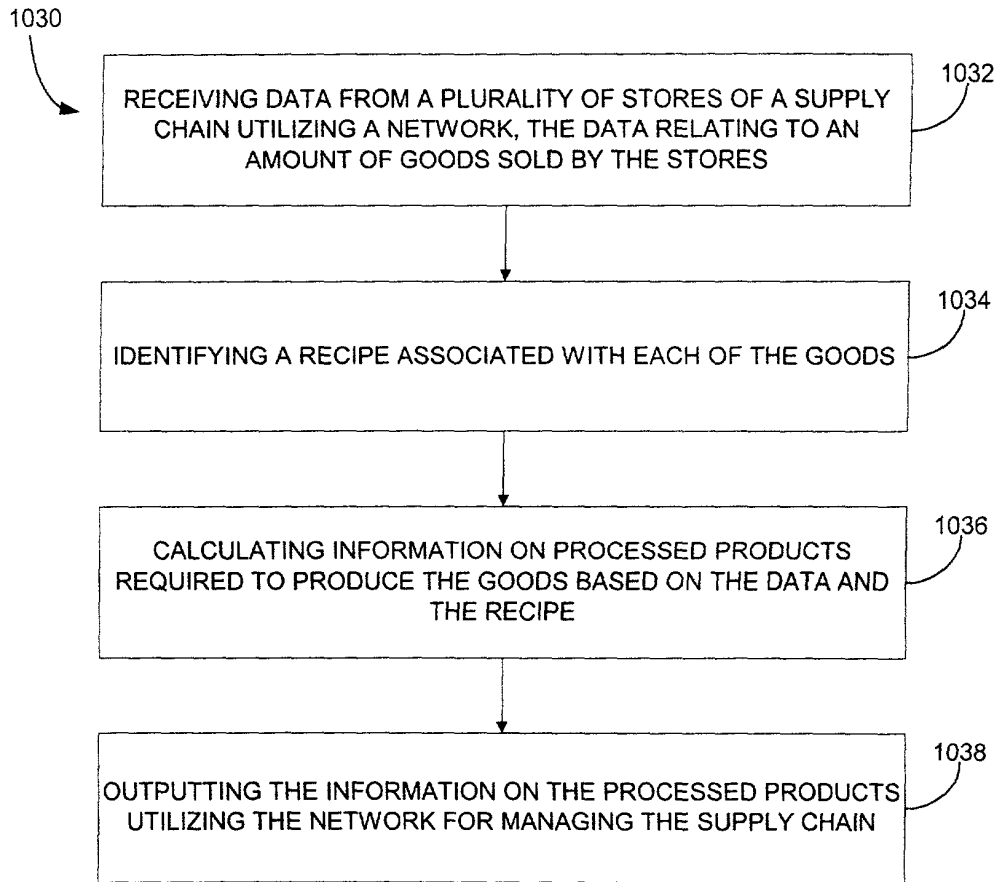 1030
RECEIVING DATA FROM A PLURALITY OF STORES OF A SUPPLY
CHAIN UTILIZING A NETWORK, THE DATA RELATING TO AN
AMOUNT OF GOODS SOLD BY THE STORES
1032
IDENTIFYING A RECIPE ASSOCIATED WITH EACH OF THE GOODS
1034
CALCULATING INFORMATION ON PROCESSED PRODUCTS
REQUIRED TO PRODUCE THE GOODS BASED ON THE DATA AND
THE RECIPE
1036
OUTPUTTING THE INFORMATION ON THE PROCESSED PRODUCTS
UTILIZING THE NETWORK FOR MANAGING THE SUPPLY CHAIN
1038